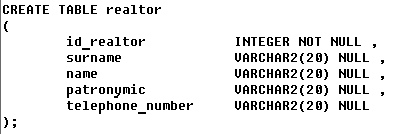 CREATE TABLE realtor
(
id_realtor INTEGER NOT NULL ,
surname VARCHAR2(20) NULL ,
name VARCHAR2(20) NULL ,
patronymic VARCHAR2(20) NULL ,
telephone_number VARCHAR2(20) NULL
);